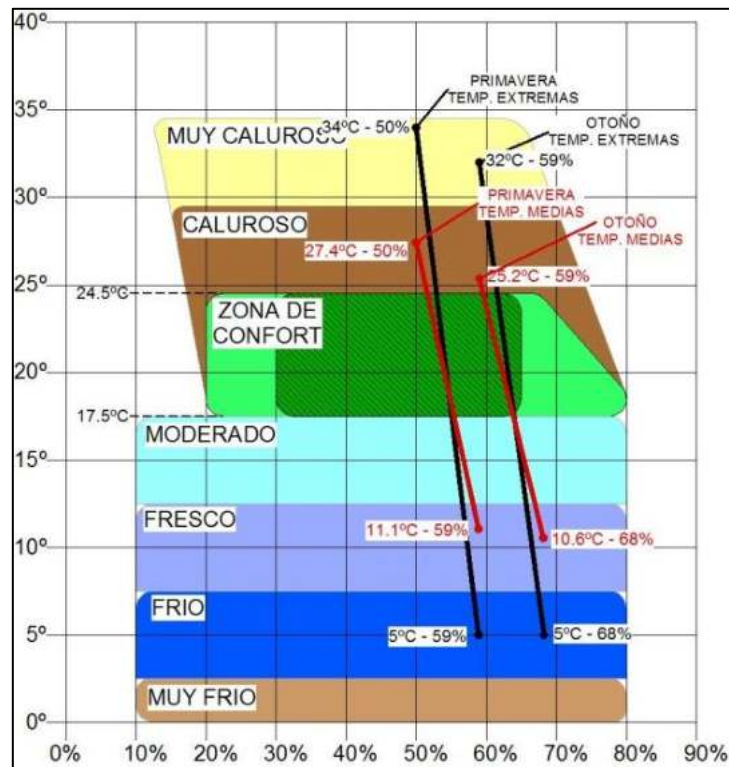 40º
PRIMAVERA
TEMP. EXTREMAS
35º
34ºC - 50%
OTOÑO
TEMP. EXTREMAS
MUY CALUROSO
32ºC - 59%
30º
PRIMAVERA
TEMP. MEDIAS
CALUROSO
OTOÑO
TEMP. MEDIAS
27.4ºC - 50%
25.2ºC - 59%
25º
24.5ºC
ZONA DE
CONFORT
20º
17.5ºC
MODERADO
15º
FRESCO
11.1ºC - 59%
10.6ºC - 68%
10º
FRIO
5º
5ºC - 59%
5ºC - 68%
MUY FRIO
0º
0% 10% 20% 30% 40% 50% 60% 70% 80% 90%